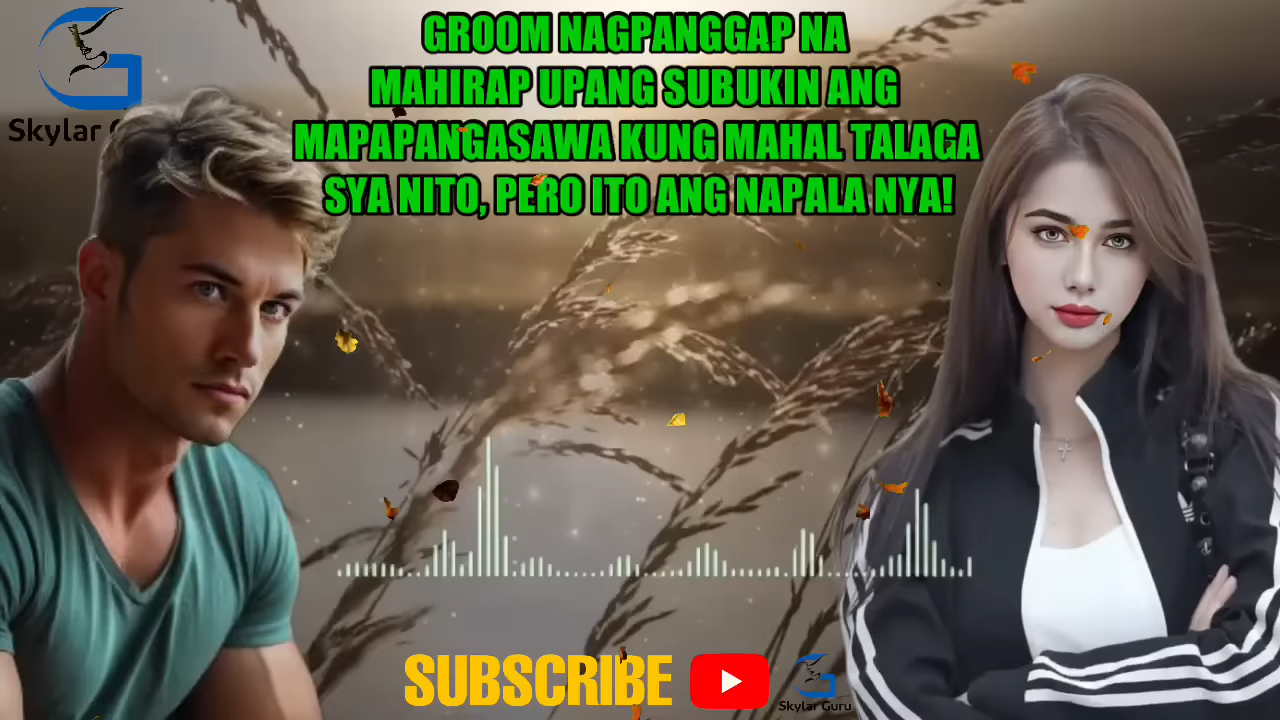 GROOM NAGPANGGAP NA
MAHIRAP UPANG SUBUKIN ANG
MAPAPANGASAWA KUNG MAHAL TALAGA
SYA NITO, PERO ITO ANG NAPALA NYA!
Skylar
SUBSCRIBE
Skylar Guru